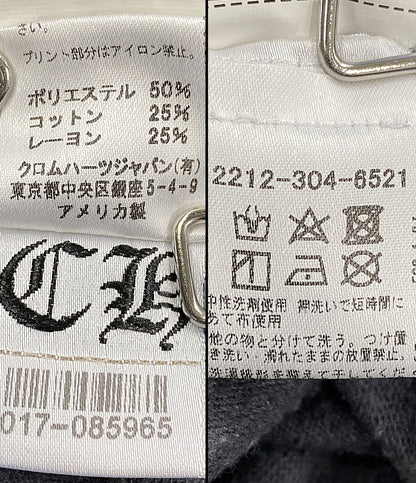 さい。
プリント部分はアイロン禁止。
ポリエステル 50%
コットン 25%
レーヨン 25%
クロムハーツジャパン(有)
東京都中央区銀座5-4-9
アメリカ製
CH
017-085965
2212-304-6521
中性洗剤使用 押洗いで短時間に
あて布使用
他の物と分けて洗う。つけ置
き洗い、濡れたままの放置禁止。